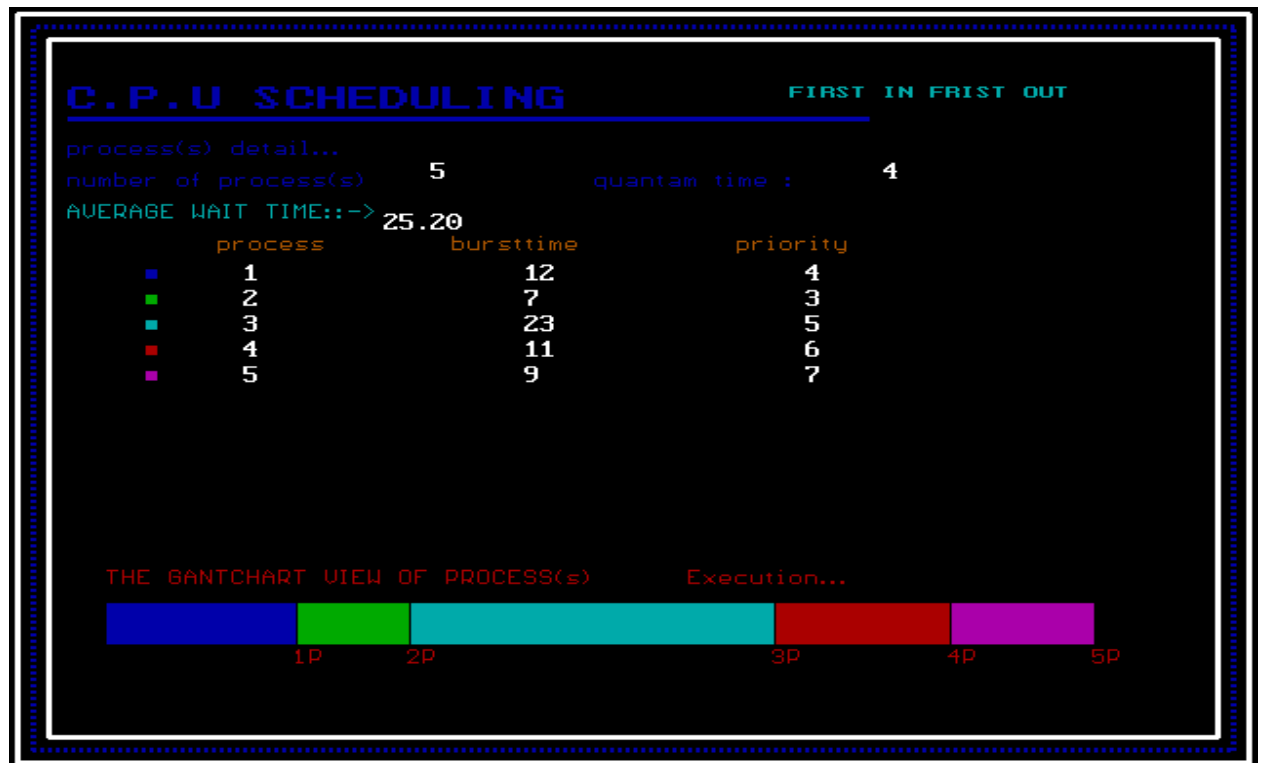 C.P.U SCHEDULING FIRST IN FRIST OUT
process(s) detail...
number of process(s) 5 quantam time : 4
AVERAGE WAIT TIME::-> 25.20
process bursttime priority
1 12 4
2 7 3
3 23 5
4 11 6
5 9 7
THE GANTCHART VIEW OF PROCESS(s) Execution...
1P 2P 3P 4P 5P